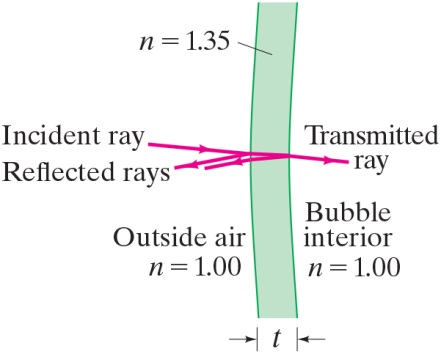 n = 1.35
Incident ray
Reflected rays
Transmitted
ray
Outside air
n = 1.00
Bubble
interior
n = 1.00
t